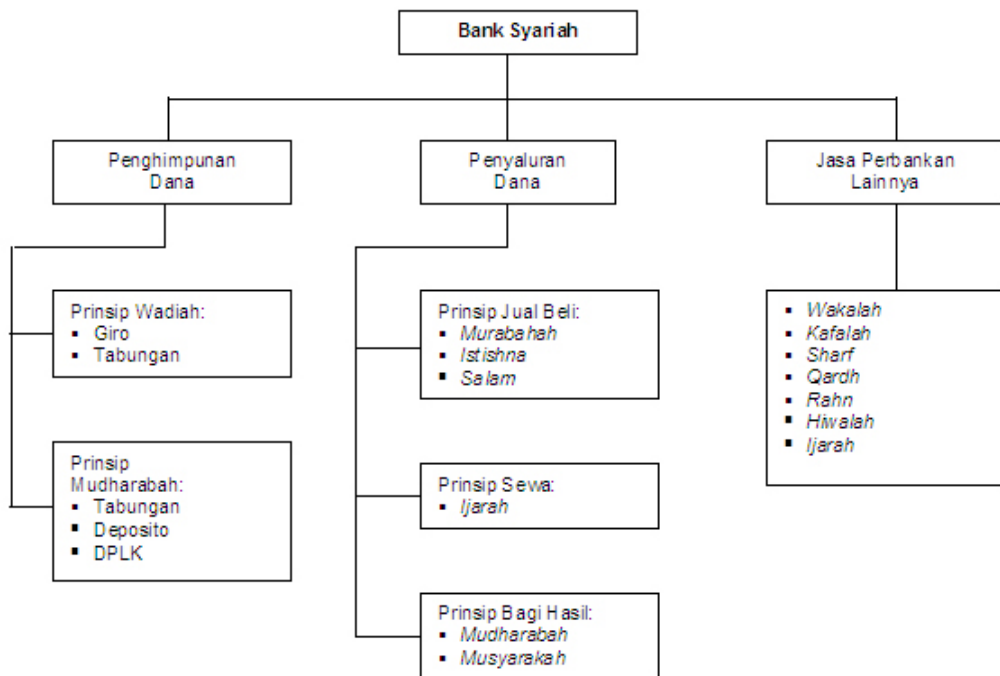 Bank Syariah
Penghimpunan
Dana
Penyaluran
Dana
Jasa Perbankan
Lainnya
Prinsip Wadiah:
▪ Giro
▪ Tabungan
Prinsip
Mudharabah:
▪ Tabungan
▪ Deposito
▪ DPLK
Prinsip Jual Beli:
▪ Murabahah
▪ Istishna
▪ Salam
Prinsip Sewa:
▪ Ijarah
Prinsip Bagi Hasil:
▪ Mudharabah
▪ Musyarakah
▪ Wakalah
▪ Kafalah
▪ Sharf
▪ Qardh
▪ Rahn
▪ Hiwalah
▪ Ijarah